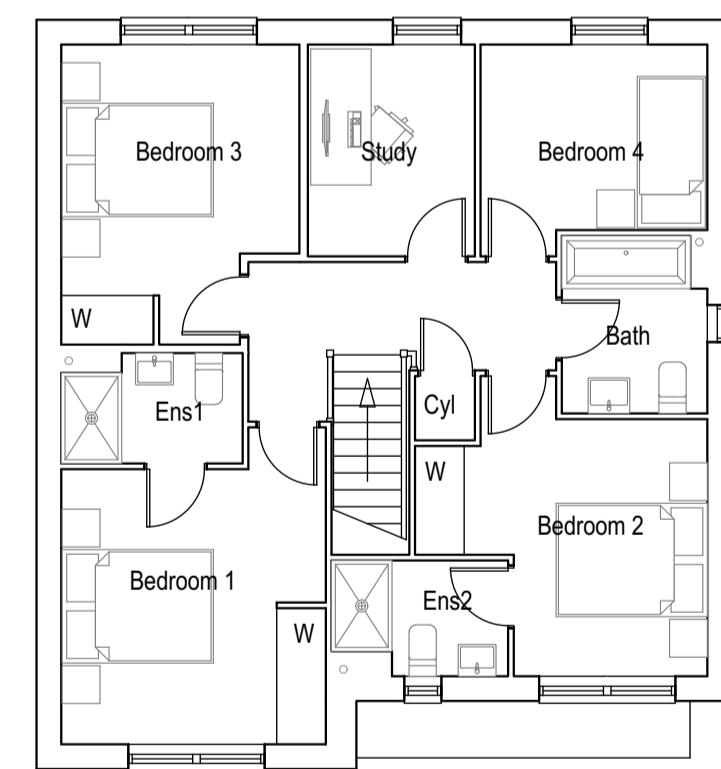 Bedroom 3
Study
Bedroom 4
W
Bath
Ens1
Cyl
W
Bedroom 2
Bedroom 1
Ens2
W